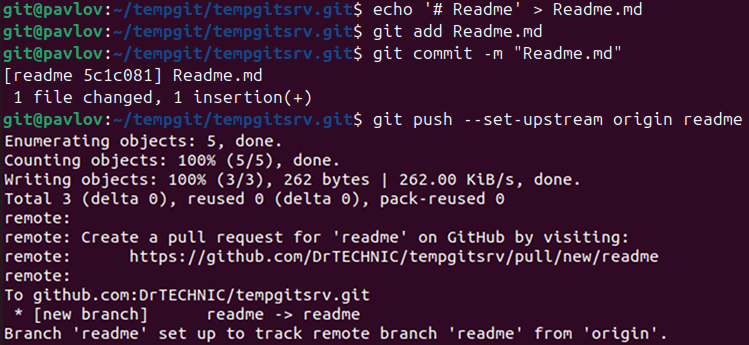 git@pavlov:~/tempgit/tempgitsrv.git$ echo '# Readme' > Readme.md
git@pavlov:~/tempgit/tempgitsrv.git$ git add Readme.md
git@pavlov:~/tempgit/tempgitsrv.git$ git commit -m "Readme.md"
[readme 5c1c081] Readme.md
 1 file changed, 1 insertion(+)
git@pavlov:~/tempgit/tempgitsrv.git$ git push --set-upstream origin readme
Enumerating objects: 5, done.
Counting objects: 100% (5/5), done.
Writing objects: 100% (3/3), 262 bytes | 262.00 KiB/s, done.
Total 3 (delta 0), reused 0 (delta 0), pack-reused 0
remote:
remote: Create a pull request for 'readme' on GitHub by visiting:
remote:      https://github.com/DrTECHNIC/tempgitsrv/pull/new/readme
remote:
To github.com:DrTECHNIC/tempgitsrv.git
 * [new branch]      readme -> readme
Branch 'readme' set up to track remote branch 'readme' from 'origin'.